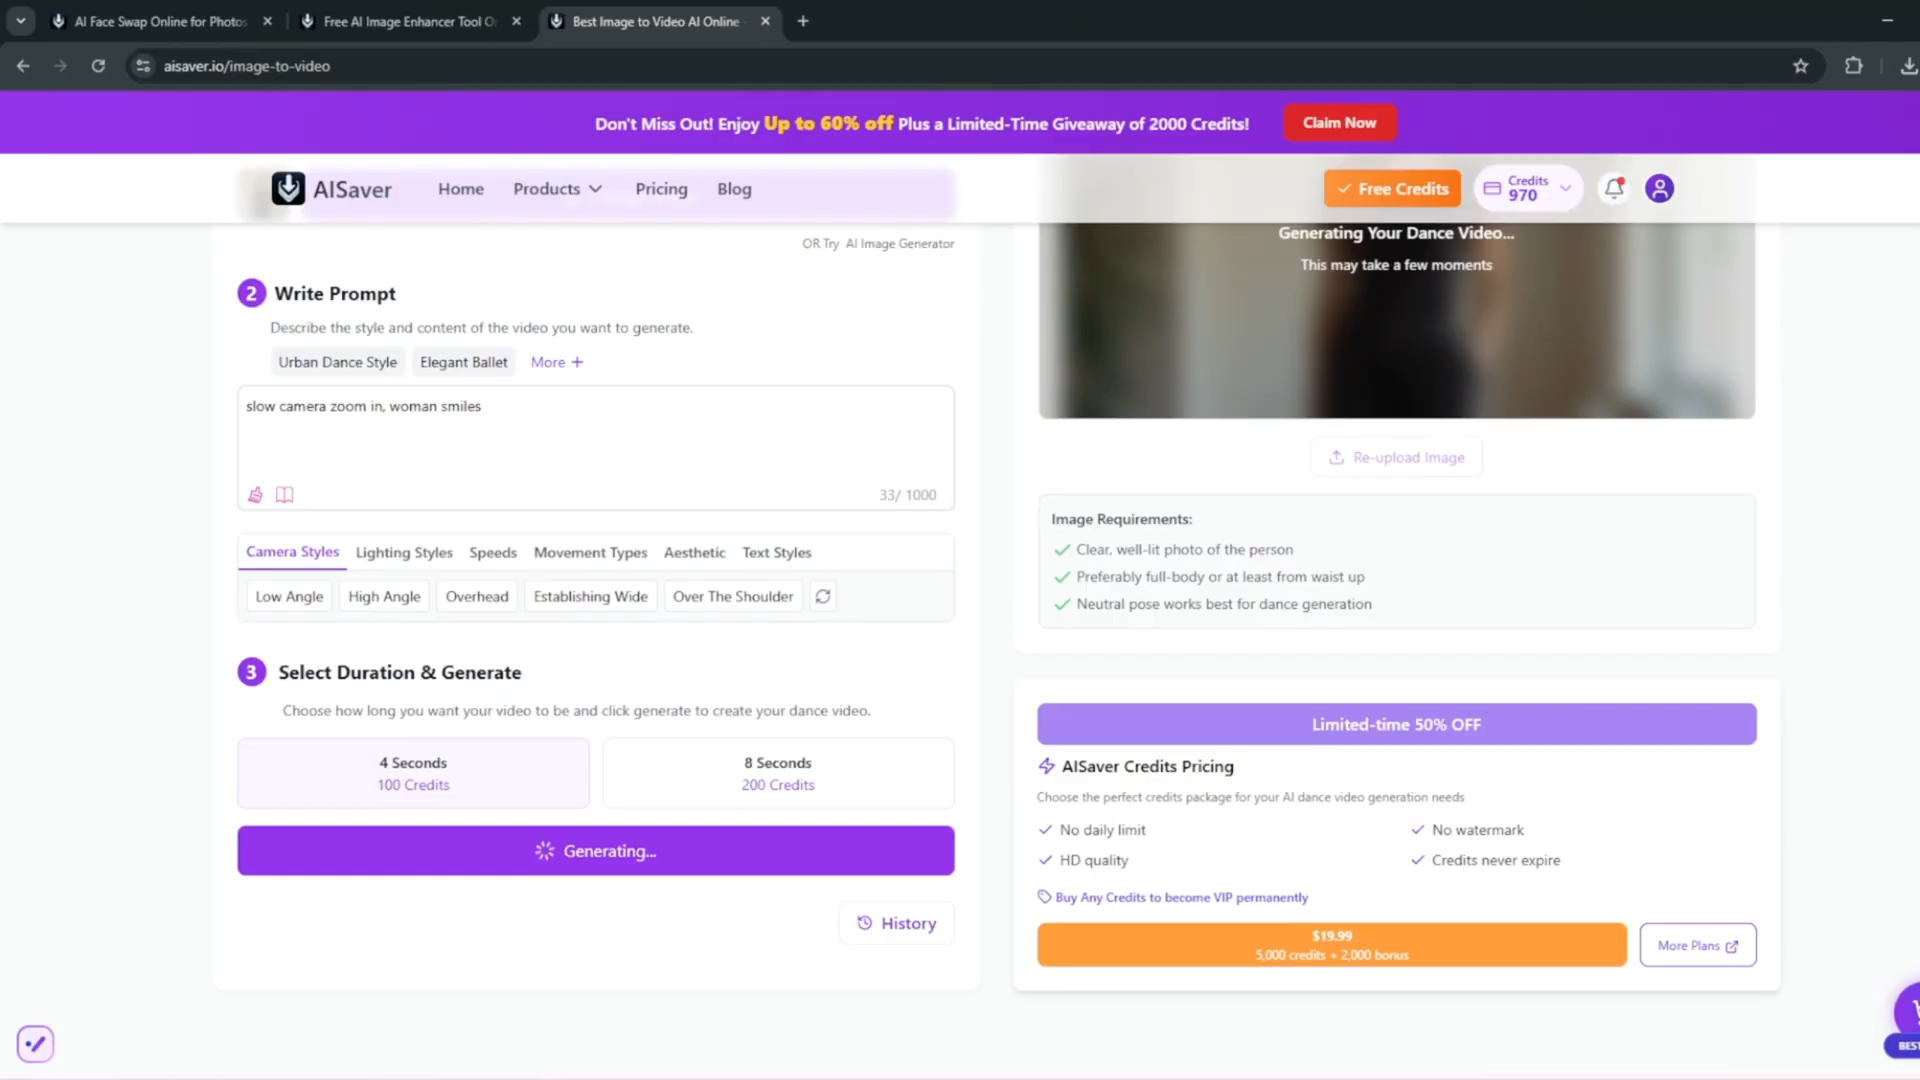 AI Face Swap Online for Photos
Free AI Image Enhancer Tool O
Best Image to Video AI Online
aisaver.io/image-to-video
Don't Miss Out! Enjoy Up to 60% off Plus a Limited-Time Giveaway of 2000 Credits!
Claim Now
AISaver
Home
Products
Pricing
Blog
Free Credits
Credits
970
OR Try AI Image Generator
Generating Your Dance Video...
This may take a few moments
2 Write Prompt
Describe the style and content of the video you want to generate.
Urban Dance Style
Elegant Ballet
More +
slow camera zoom in, woman smiles
33/ 1000
Re-upload Image
Image Requirements:
Clear, well-lit photo of the person
Preferably full-body or at least from waist up
Neutral pose works best for dance generation
Camera Styles
Lighting Styles
Speeds
Movement Types
Aesthetic
Text Styles
Low Angle
High Angle
Overhead
Establishing Wide
Over The Shoulder
3 Select Duration & Generate
Choose how long you want your video to be and click generate to create your dance video.
4 Seconds
100 Credits
8 Seconds
200 Credits
Generating...
History
Limited-time 50% OFF
AISaver Credits Pricing
Choose the perfect credits package for your AI dance video generation needs
No daily limit
No watermark
HD quality
Credits never expire
Buy Any Credits to become VIP permanently
$19.99
5,000 credits + 2,000 bonus
More Plans
BEST